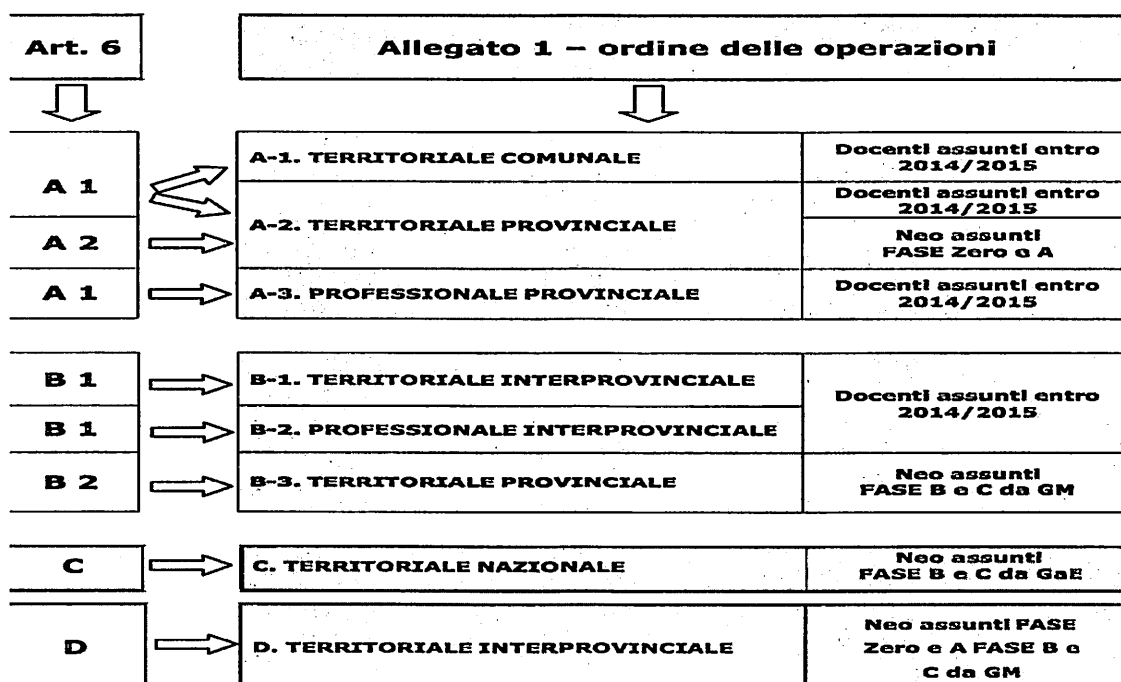 Art. 6
Allegato 1 – ordine delle operazioni
A 1
A-1. TERRITORIALE COMUNALE
Docenti assunti entro
2014/2015
A-2. TERRITORIALE PROVINCIALE
Docenti assunti entro
2014/2015
A 2
Neo assunti
FASE Zero e A
A 1
A-3. PROFESSIONALE PROVINCIALE
Docenti assunti entro
2014/2015
B 1
B-1. TERRITORIALE INTERPROVINCIALE
Docenti assunti entro
2014/2015
B 1
B-2. PROFESSIONALE INTERPROVINCIALE
B 2
B-3. TERRITORIALE PROVINCIALE
Neo assunti
FASE B e C da GM
C
C. TERRITORIALE NAZIONALE
Neo assunti
FASE B e C da GaE
D
D. TERRITORIALE INTERPROVINCIALE
Neo assunti FASE
Zero e A FASE B e
C da GM